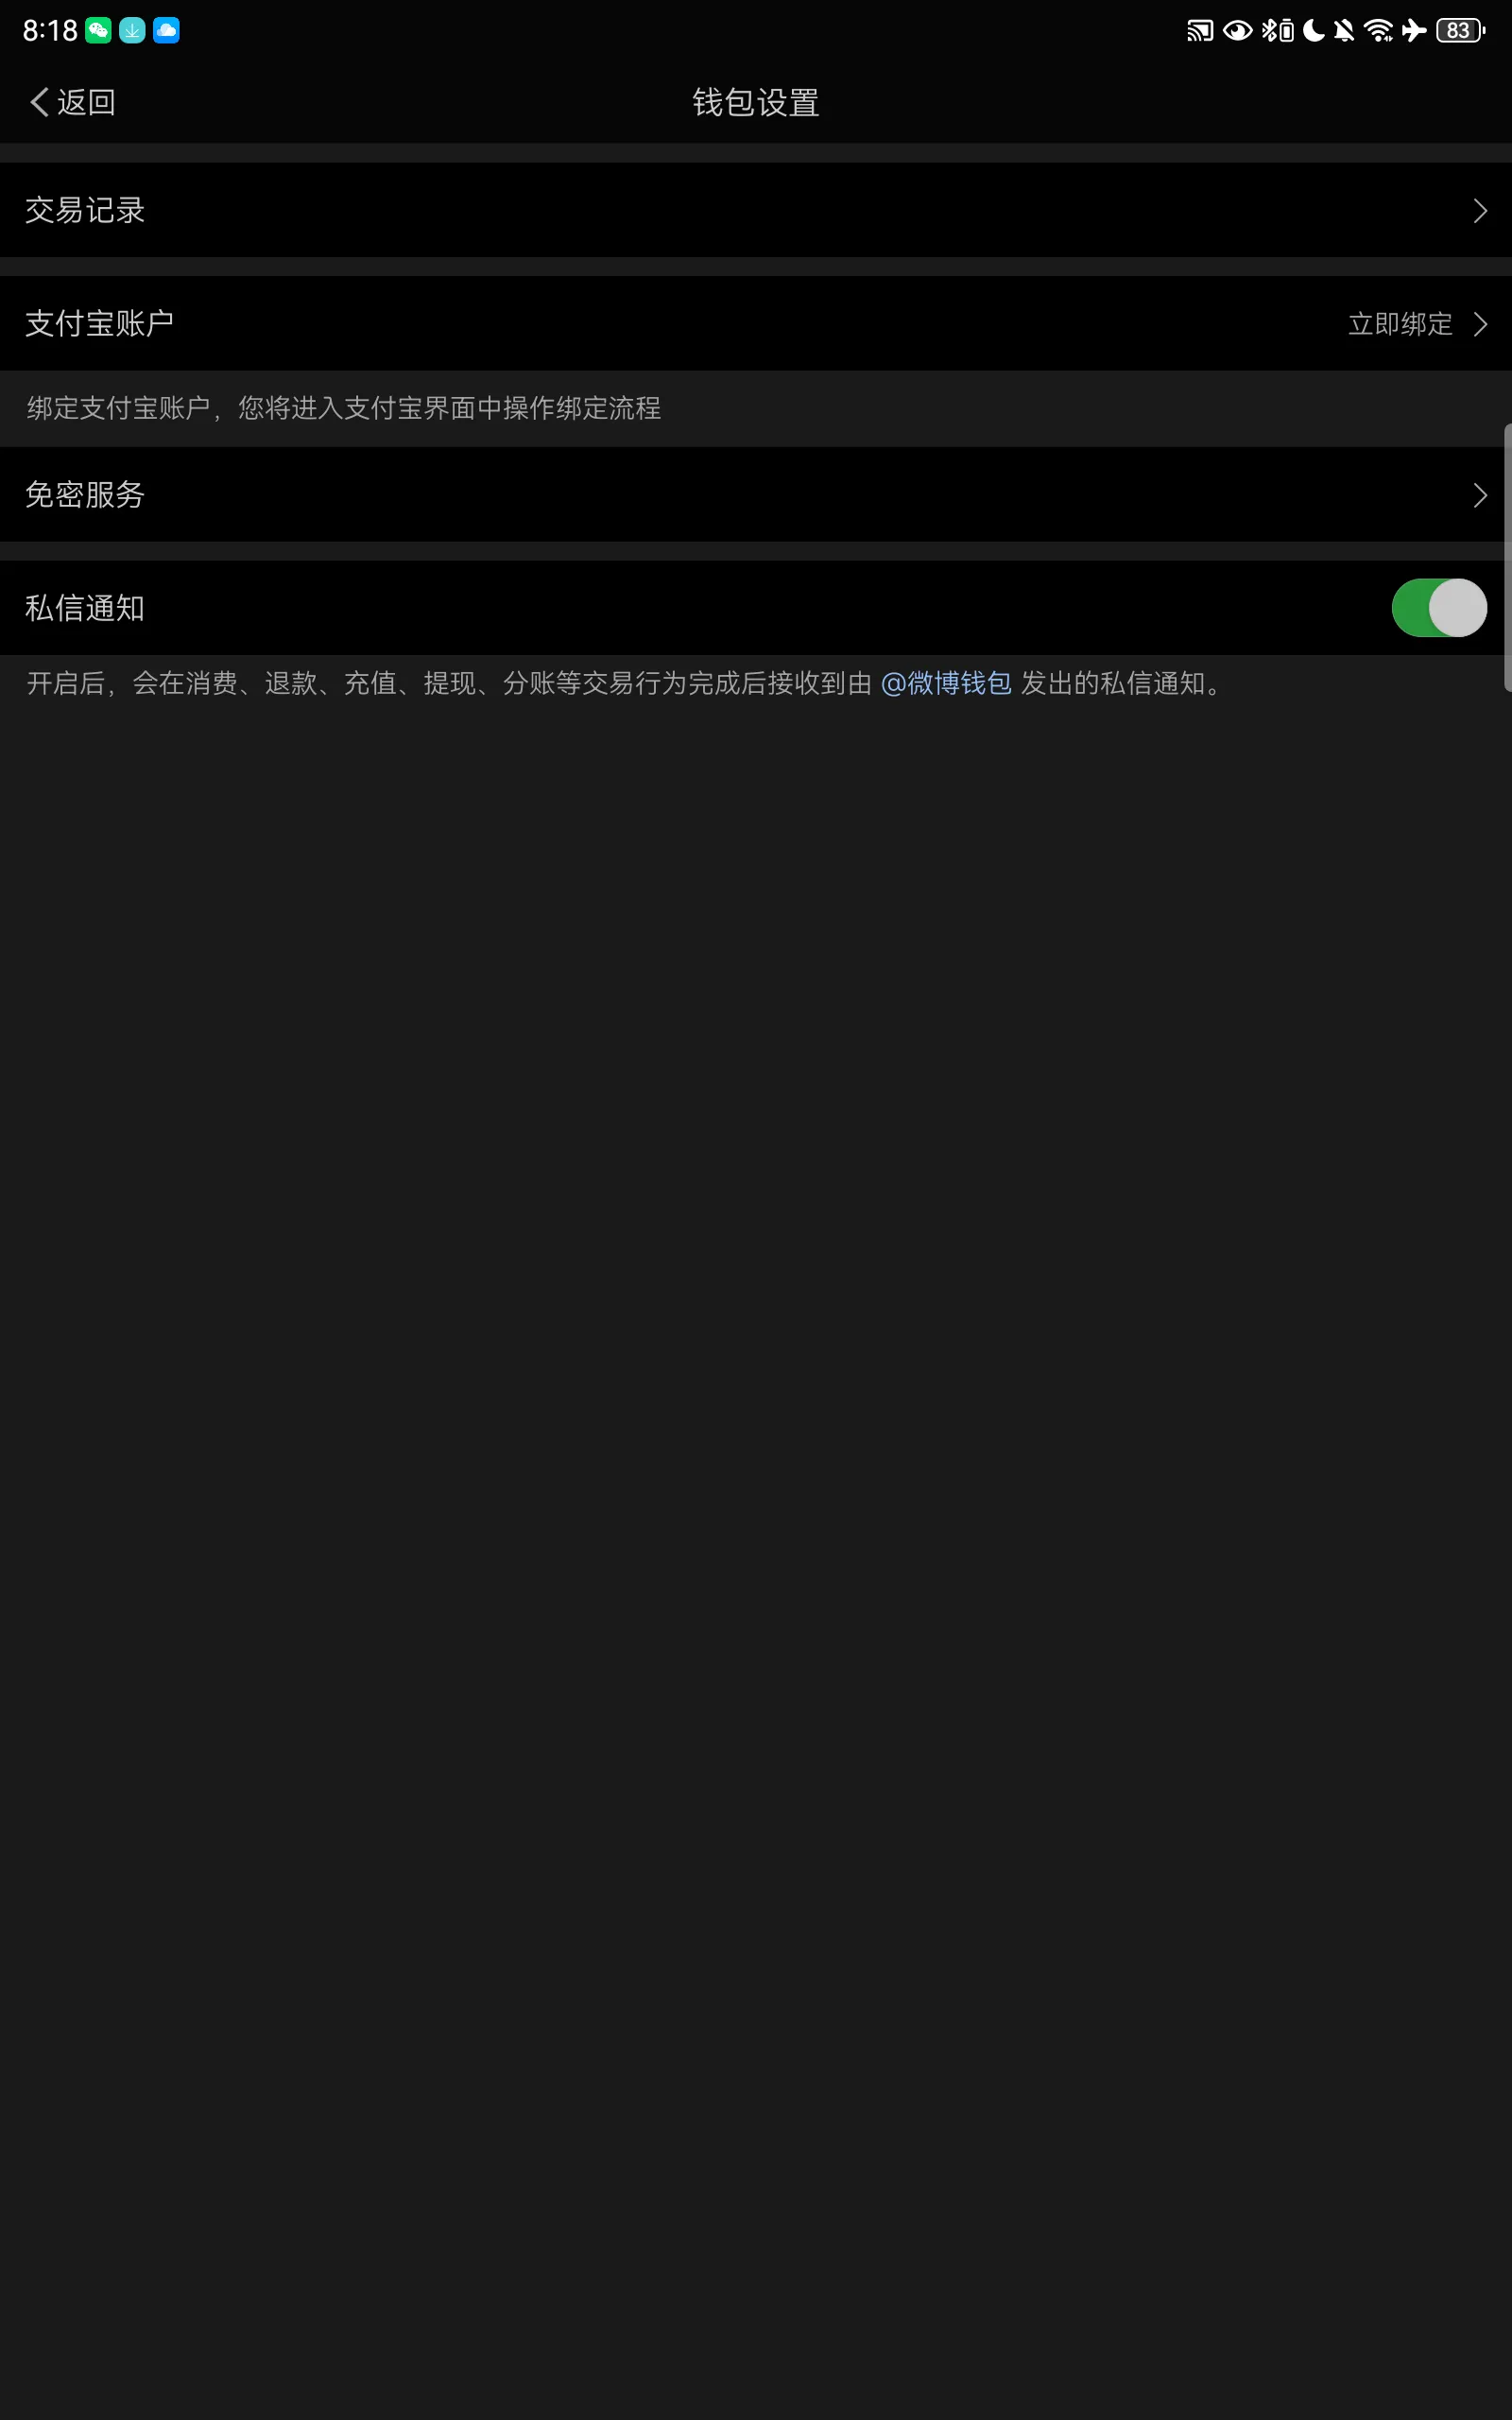 8:18
83
返回
钱包设置
交易记录
支付宝账户
立即绑定
绑定支付宝账户，您将进入支付宝界面中操作绑定流程
免密服务
私信通知
开启后，会在消费、退款、充值、提现、分账等交易行为完成后接收到由 @微博钱包 发出的私信通知。